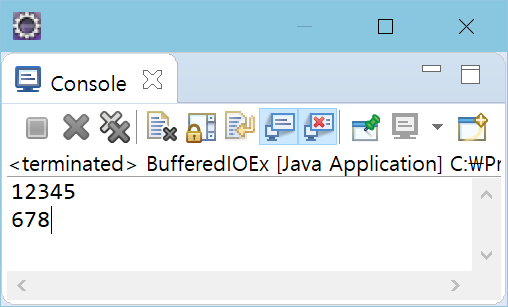 Console
<terminated> BufferedIOEx [Java Application] C:₩Pr
12345
678